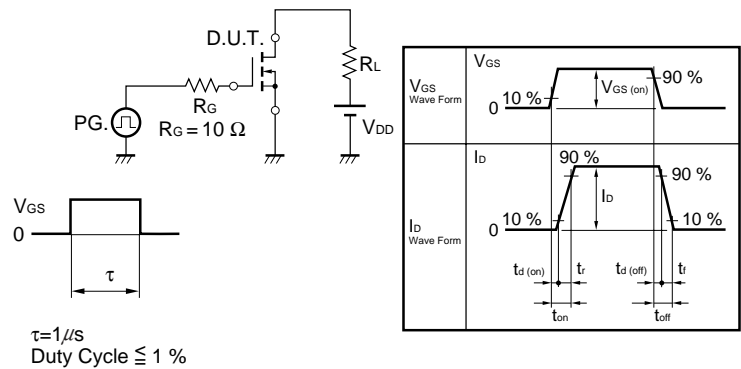 D.U.T.
RL
RG
PG.
RG = 10 Ω
VDD
VGS
0
τ
τ=1μs
Duty Cycle ≦ 1 %
VGS
Wave Form
VGS
90 %
VGS (on)
10 %
0
ID
Wave Form
ID
90 %
90 %
ID
10 %
0
10 %
td (on)
tr
td (off)
tf
ton
toff